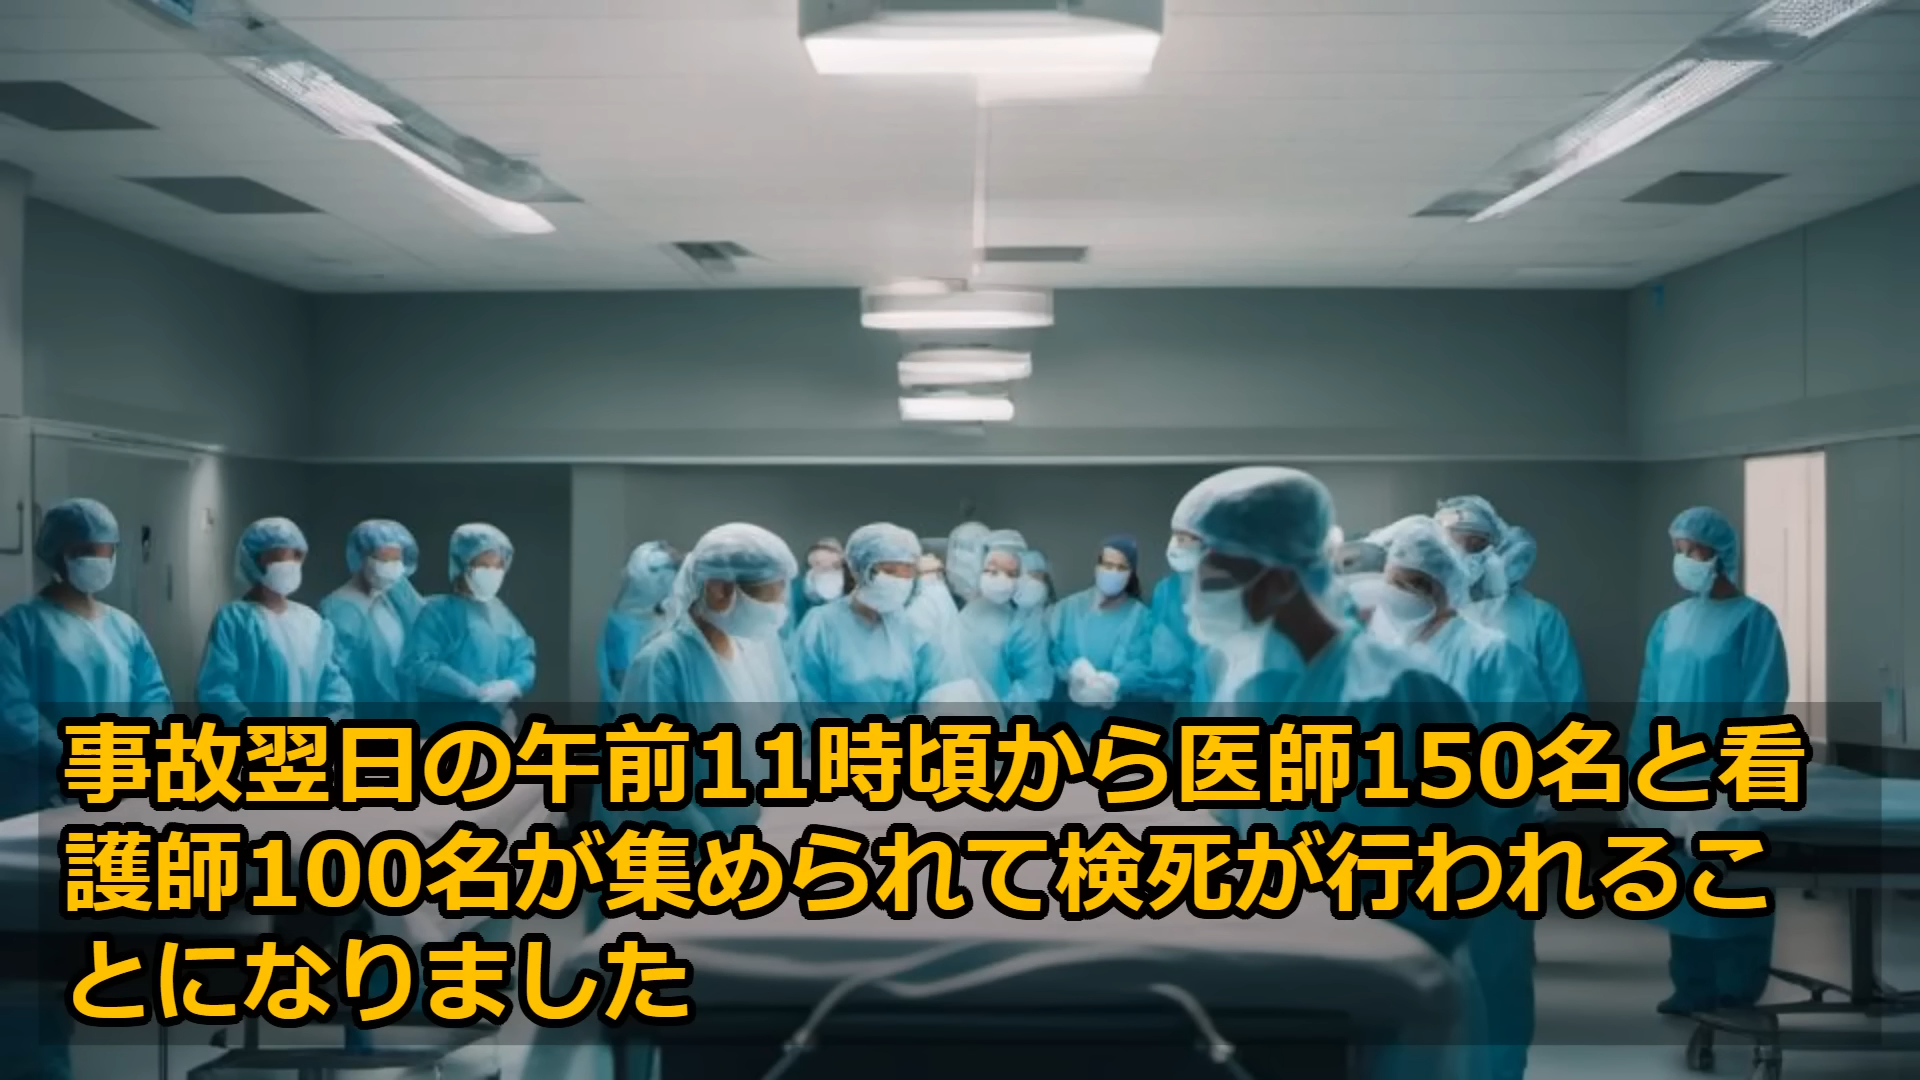 事故翌日の午前11時頃から医師150名と看
護師100名が集められて検死が行われるこ
とになりました